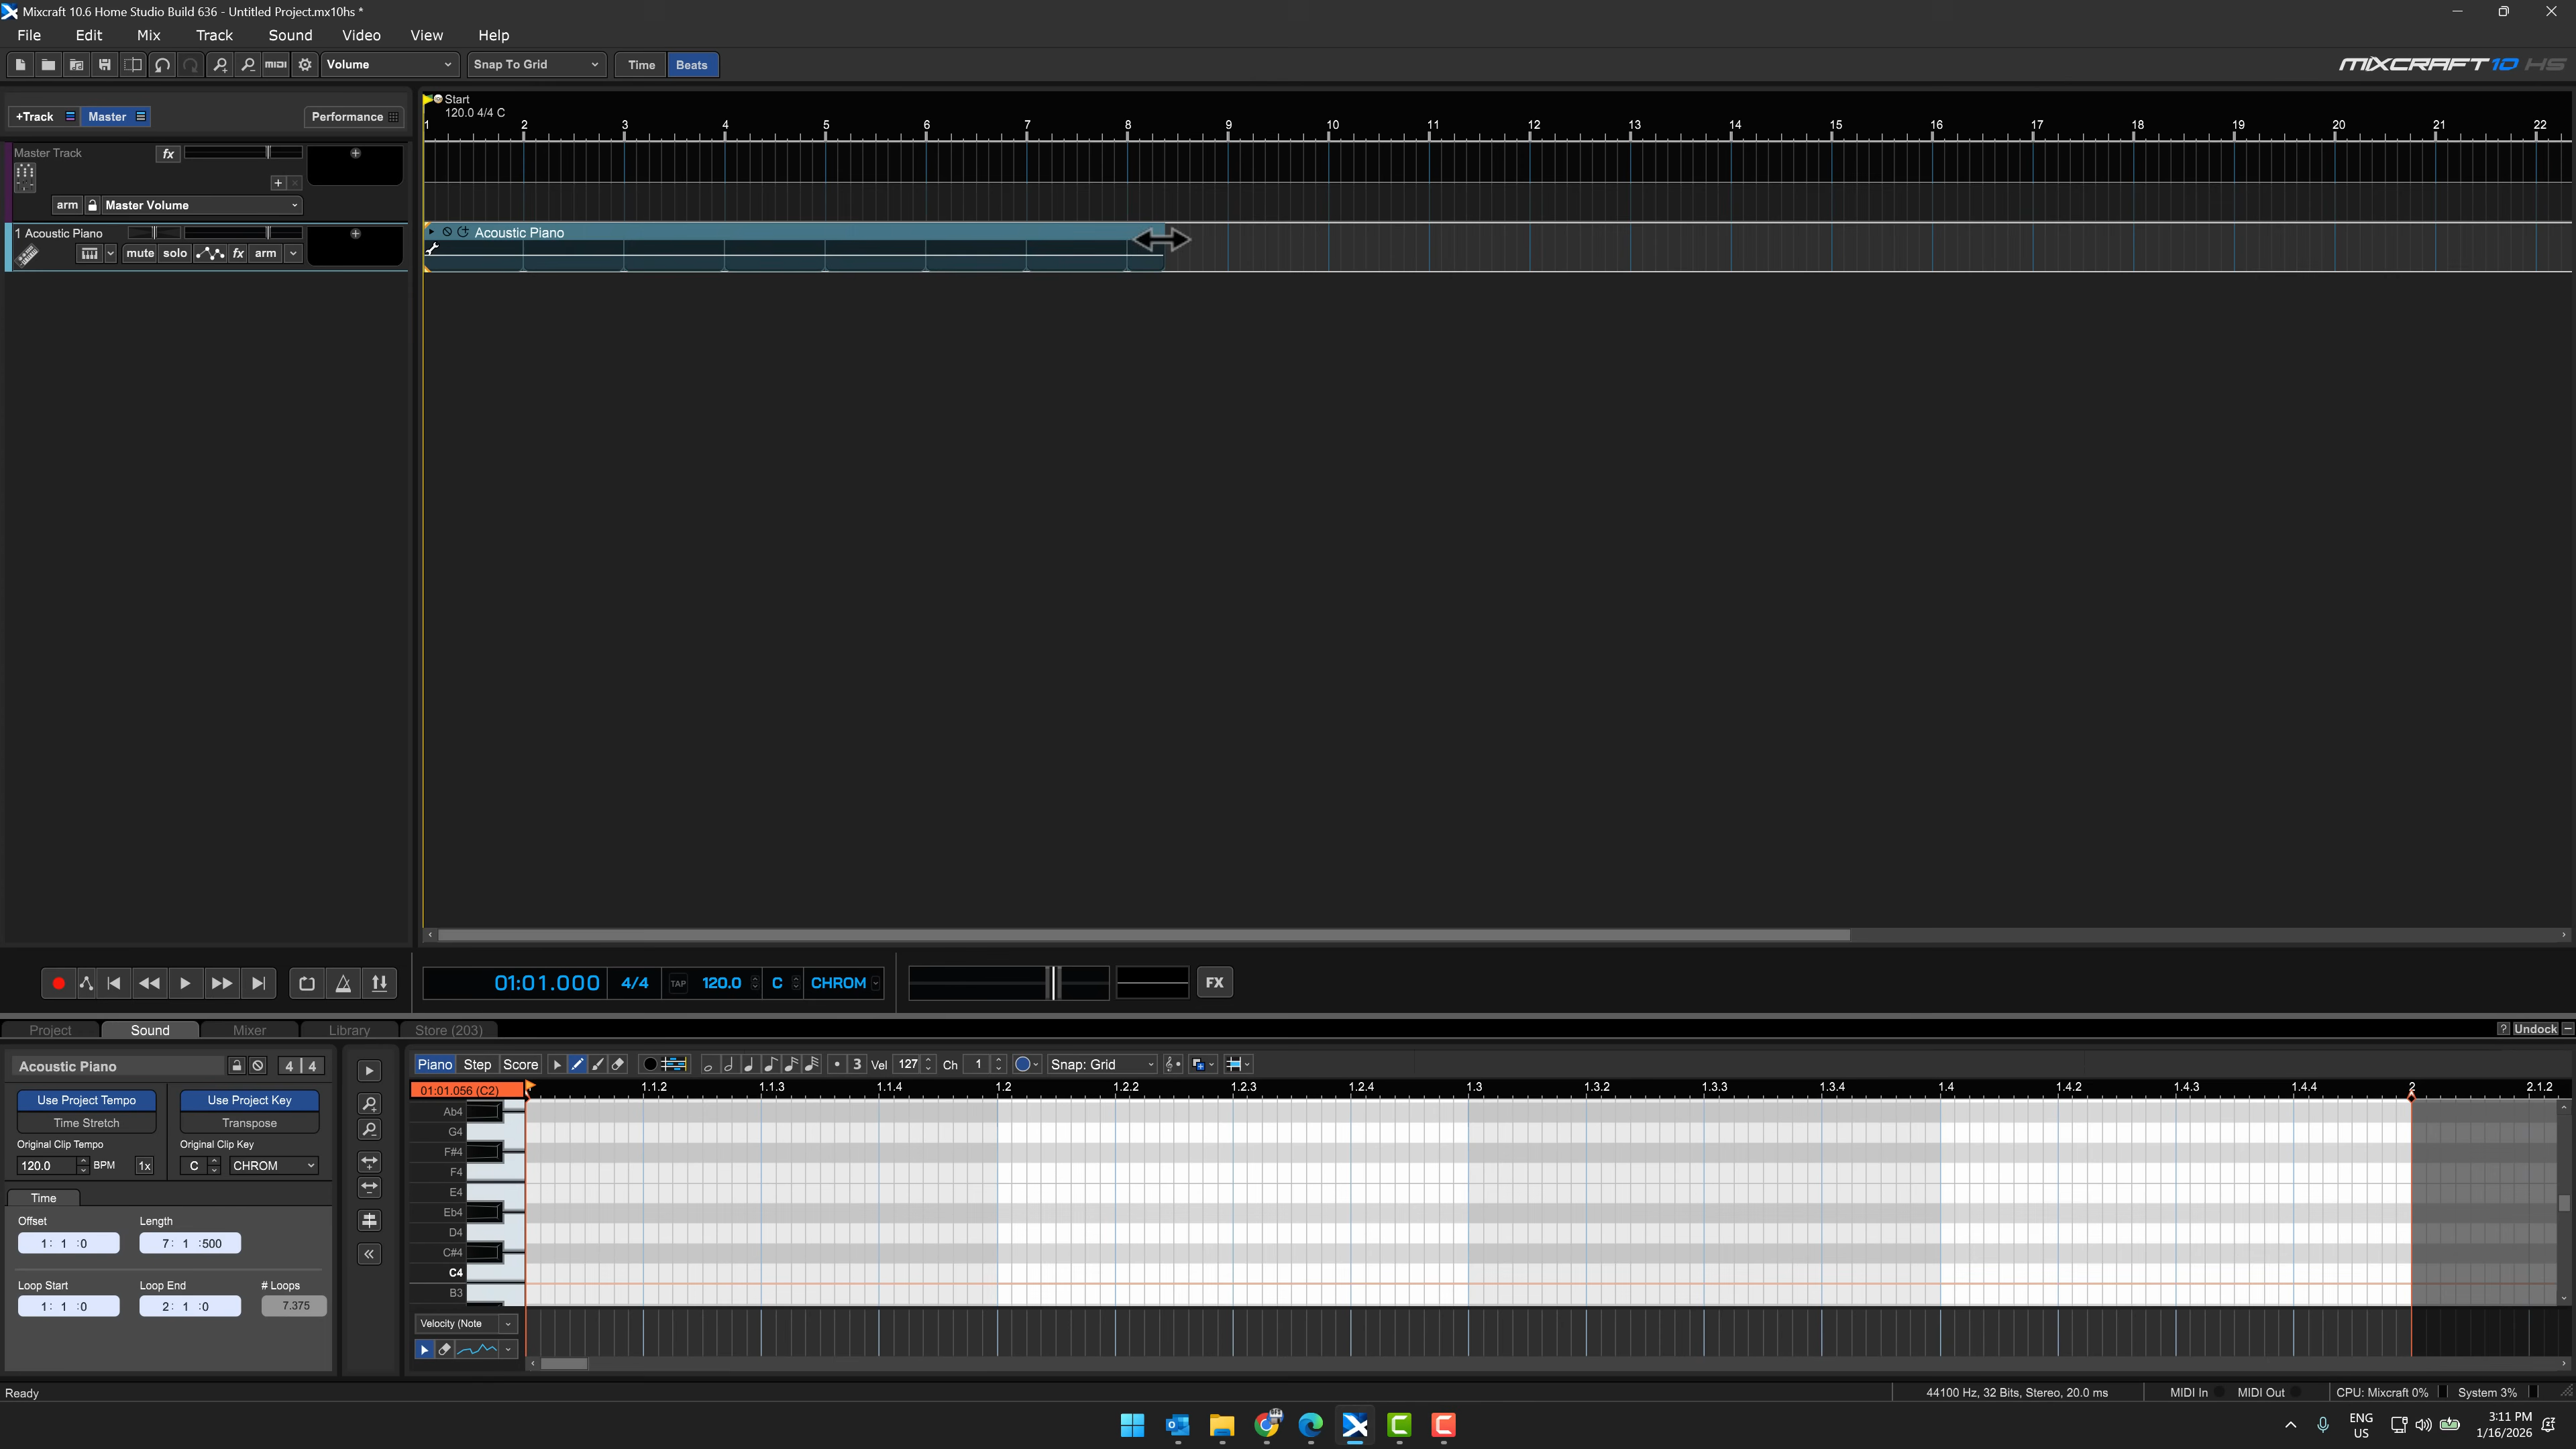 Mixcraft 10.6 Home Studio Build 636 - Untitled Project.mx10hs *
File Edit Mix Track Sound Video View Help
MIDI Volume Snap To Grid Time Beats
MIXCRAFT 10 HS
+Track Master Performance
Start
120.0 4/4 C
1 2 3 4 5 6 7 8 9 10 11 12 13 14 15 16 17 18 19 20 21 22
Master Track fx
arm Master Volume
1 Acoustic Piano
mute solo fx arm
Acoustic Piano
01:01.000 4/4 TAP 120.0 C CHROM FX
Project Sound Mixer Library Store (203) ? Undock
Acoustic Piano 4 4
Piano Step Score 3 Vel 127 Ch 1 Snap: Grid
01:01.056 (C2) 1.1.2 1.1.3 1.1.4 1.2 1.2.2 1.2.3 1.2.4 1.3 1.3.2 1.3.3 1.3.4 1.4 1.4.2 1.4.3 1.4.4 2 2.1.2
Use Project Tempo Use Project Key
Time Stretch Transpose
Original Clip Tempo Original Clip Key
120.0 BPM 1x C CHROM
Time
Offset Length
1: 1 :0 7: 1 :500
Loop Start Loop End # Loops
1: 1 :0 2: 1 :0 7.375
Ab4
G4
F#4
F4
E4
Eb4
D4
C#4
C4
B3
Velocity (Note
Ready 44100 Hz, 32 Bits, Stereo, 20.0 ms MIDI In MIDI Out CPU: Mixcraft 0% System 3%
ENG
US
3:11 PM
1/16/2026